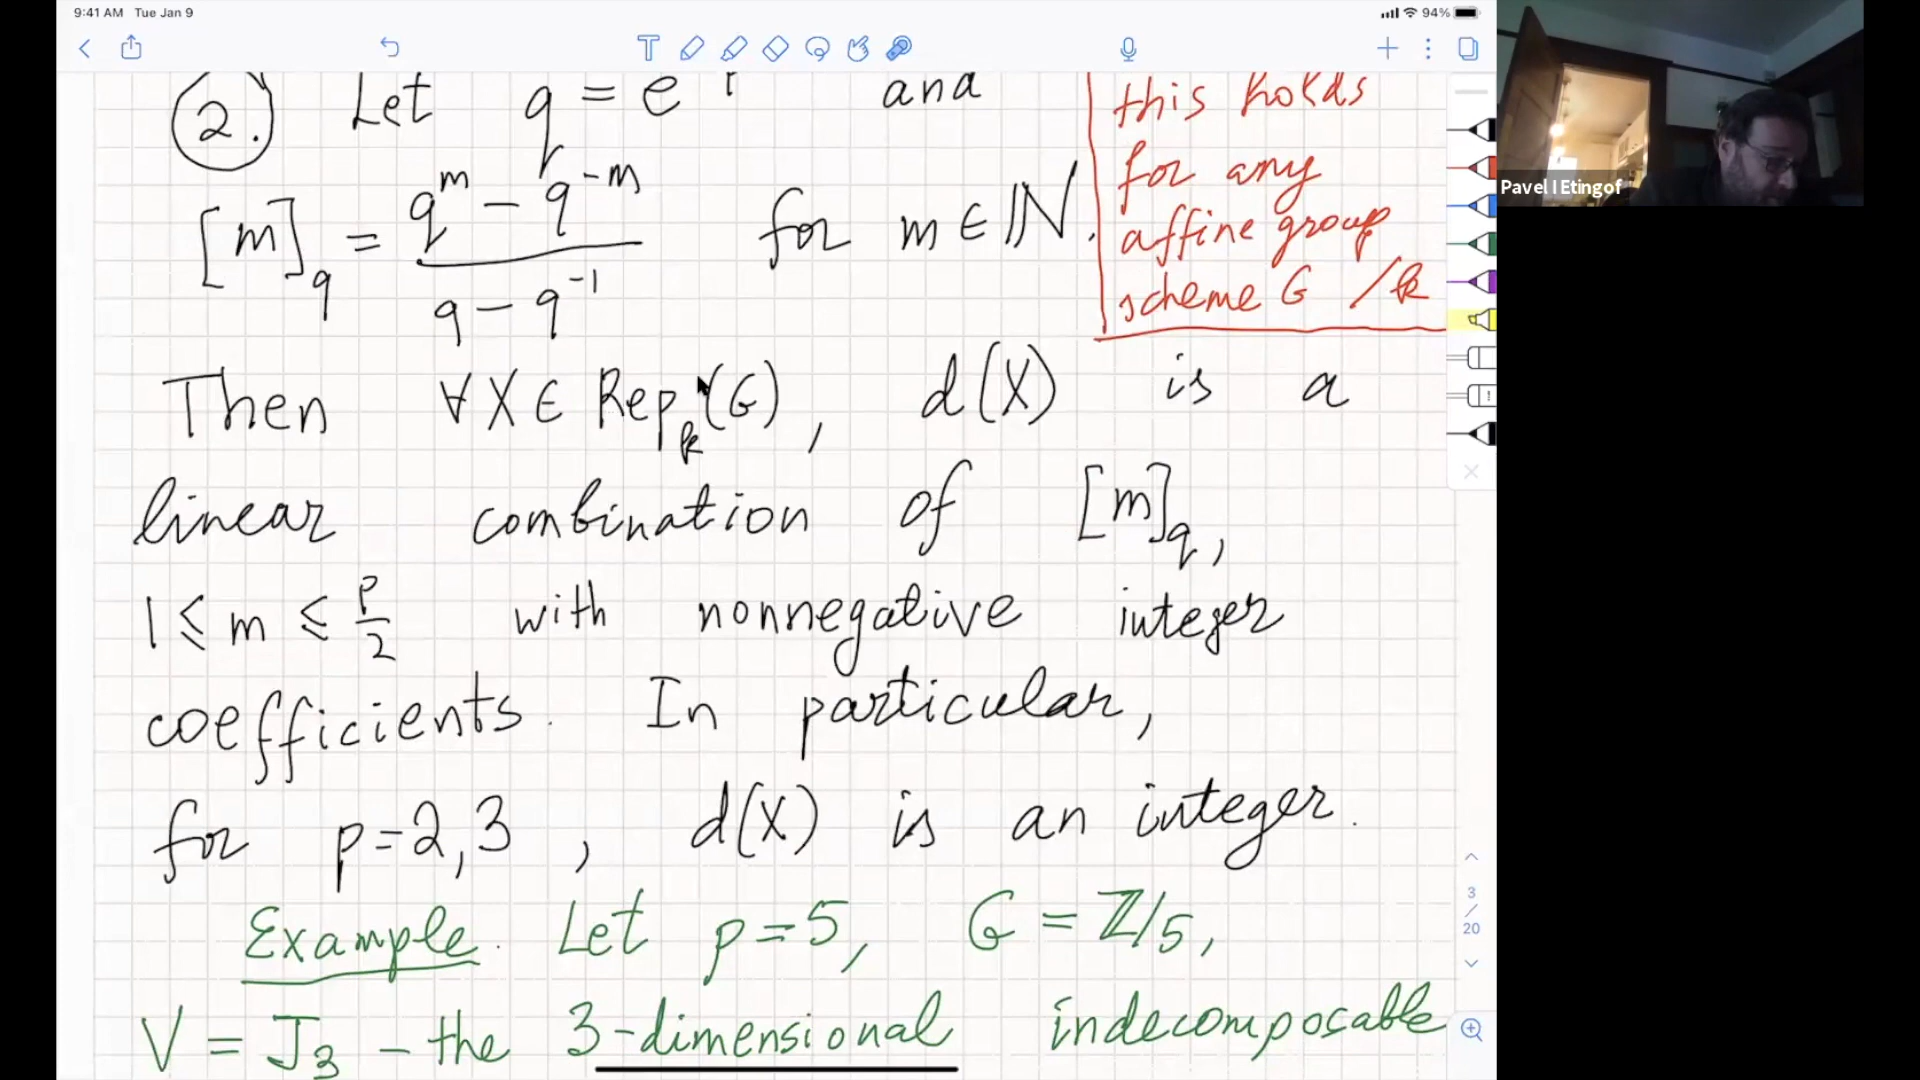 9:41 AM Tue Jan 9
94%
2. Let q = e and
[m]_q = (q^m - q^-m) / (q - q^-1) for m ∈ ℕ.
this holds
for any
affine group
scheme G / k
Then ∀ X ∈ Rep_k(G), d(X) is a
linear combination of [m]_q,
1 ≤ m ≤ p/2 with nonnegative integer
coefficients. In particular,
for p=2,3, d(X) is an integer.
Example. Let p=5, G = ℤ/5,
V = J_3 - the 3-dimensional indecomposable
3
/
20
Pavel I Etingof